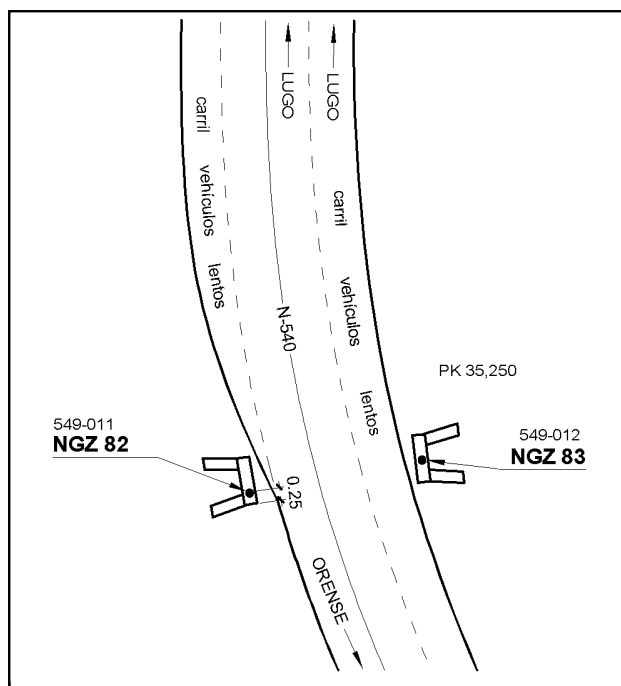 LUGO
LUGO
carril
vehículos
lentos
carril
vehículos
lentos
N-540
PK 35,250
549-011
NGZ 82
549-012
NGZ 83
0.25
ORENSE